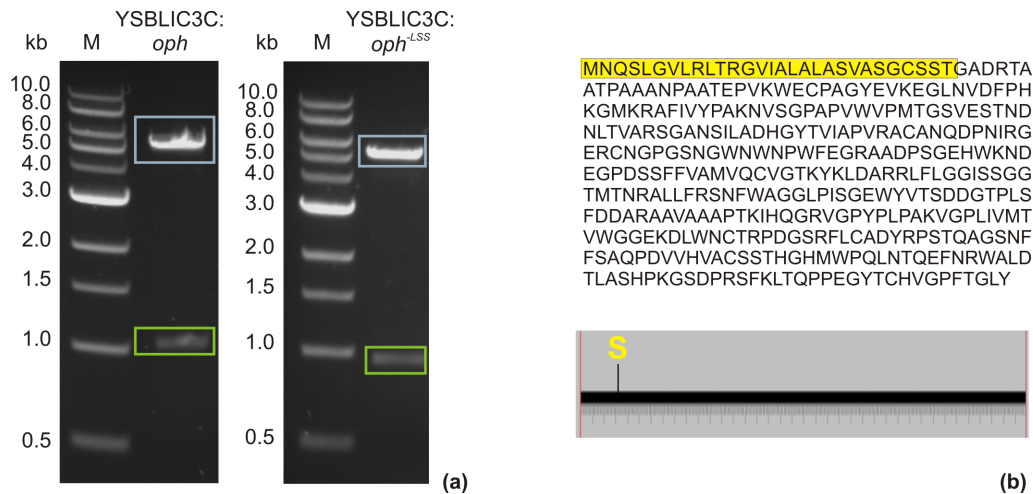 YSBLIC3C:
kb M oph
10.0
8.0
6.0
5.0
4.0
3.0
2.0
1.5
1.0
0.5
YSBLIC3C:
kb M oph-LSS
10.0
8.0
6.0
5.0
4.0
3.0
2.0
1.5
1.0
0.5
(a)
MNQSLGVLRLTRGVIALALASVASGCSSTGADRTA
ATPAAANPAATEPVKWECPAGYEVKEGLNVDFPH
KGMKRAFIVYPAKNVSGPAPVWVPMTGSVESTND
NLTVARSGANSILADHGYTVIAPVRACANQDPNIRG
ERCNGPGSNGWNWNPWFEGRAADPSGEHWKND
EGPDSSFFVAMVQCVGTKYKLDARRLFLGGISSGG
TMTNRALLFRSNFWAGGLPISGEWYVTSDDGTPLS
FDDARAAVAAAPTKIHQGRVGPYPLPAKVGPLIVMT
VWGGEKDLWNCTRPDGSRFLCADYRPSTQAGSNF
FSAQPDVVHVACSSTHGHMWPQLNTQEFNRWALD
TLASHPKGSDPRSFKLTQPPEGYTCHVGPFTGLY
S
(b)